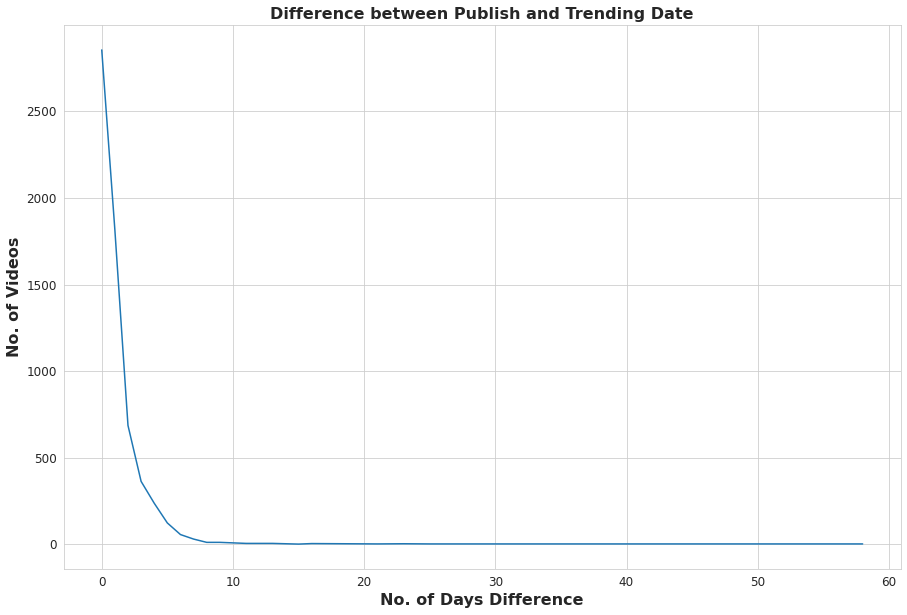 Difference between Publish and Trending Date
No. of Videos
2500
2000
1500
1000
500
0
0 10 20 30 40 50 60
No. of Days Difference